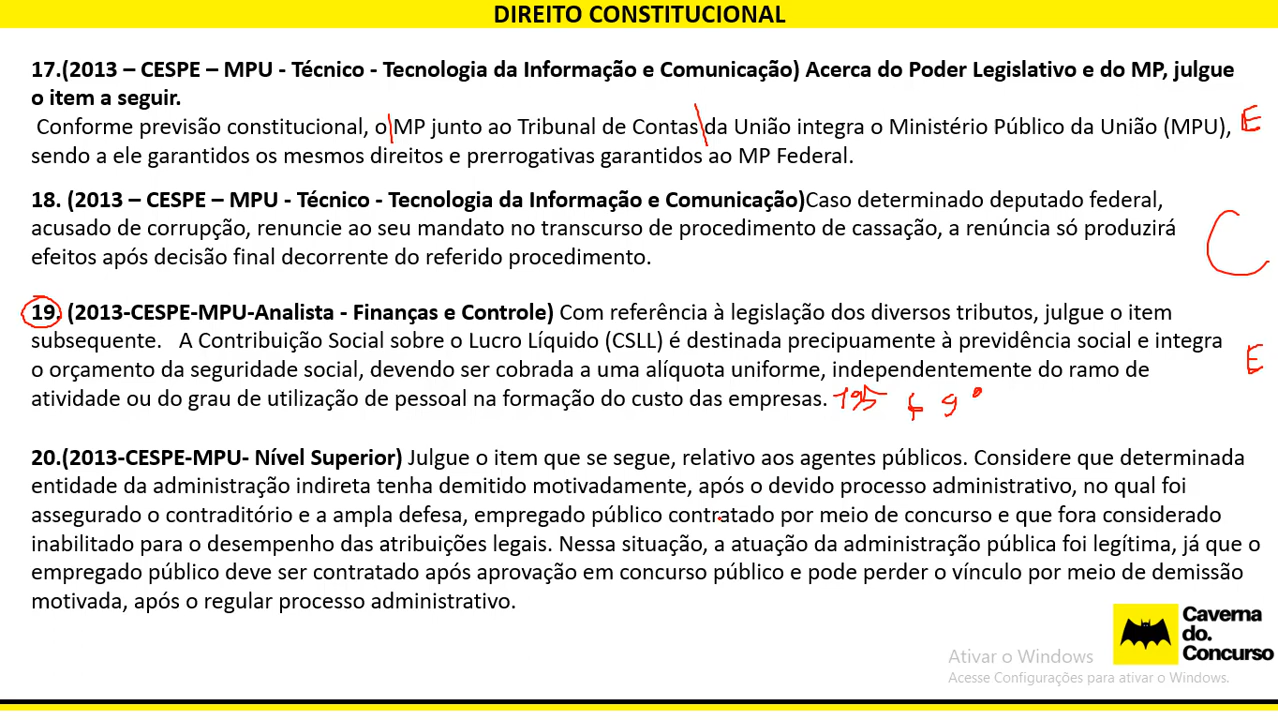 DIREITO CONSTITUCIONAL
17.(2013 – CESPE – MPU - Técnico - Tecnologia da Informação e Comunicação) Acerca do Poder Legislativo e do MP, julgue
o item a seguir.
Conforme previsão constitucional, o MP junto ao Tribunal de Contas da União integra o Ministério Público da União (MPU), E
sendo a ele garantidos os mesmos direitos e prerrogativas garantidos ao MP Federal.
18. (2013 – CESPE – MPU - Técnico - Tecnologia da Informação e Comunicação)Caso determinado deputado federal,
acusado de corrupção, renuncie ao seu mandato no transcurso de procedimento de cassação, a renúncia só produzirá C
efeitos após decisão final decorrente do referido procedimento.
19. (2013-CESPE-MPU-Analista - Finanças e Controle) Com referência à legislação dos diversos tributos, julgue o item
subsequente. A Contribuição Social sobre o Lucro Líquido (CSLL) é destinada precipuamente à previdência social e integra
o orçamento da seguridade social, devendo ser cobrada a uma alíquota uniforme, independentemente do ramo de E
atividade ou do grau de utilização de pessoal na formação do custo das empresas. 195 § 9º
20.(2013-CESPE-MPU- Nível Superior) Julgue o item que se segue, relativo aos agentes públicos. Considere que determinada
entidade da administração indireta tenha demitido motivadamente, após o devido processo administrativo, no qual foi
assegurado o contraditório e a ampla defesa, empregado público contratado por meio de concurso e que fora considerado
inabilitado para o desempenho das atribuições legais. Nessa situação, a atuação da administração pública foi legítima, já que o
empregado público deve ser contratado após aprovação em concurso público e pode perder o vínculo por meio de demissão
motivada, após o regular processo administrativo.
Caverna
do.
Concurso
Ativar o Windows
Acesse Configurações para ativar o Windows.